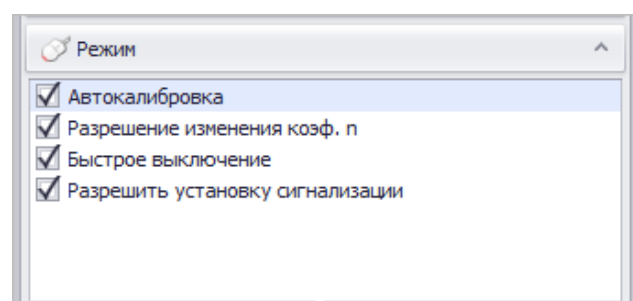 Режим
Автокалибровка
Разрешение изменения коэф. n
Быстрое выключение
Разрешить установку сигнализации